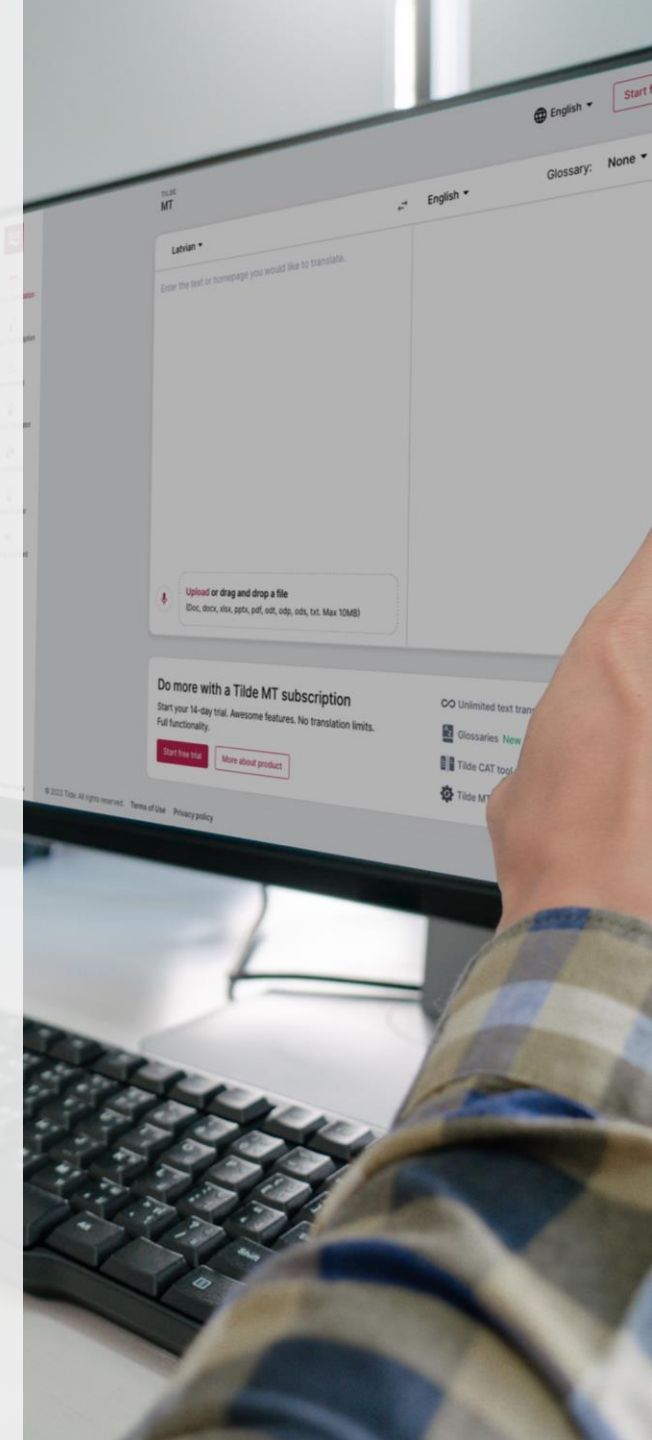 English
Start
TILDE
MT
Latvian
English
Glossary: None
Enter the text or homepage you would like to translate.
Upload or drag and drop a file
(Doc, docx, xlsx, pptx, pdf, odt, odp, ods, txt. Max 10MB)
Do more with a Tilde MT subscription
Start your 14-day trial. Awesome features. No translation limits.
Full functionality.
Start free trial
More about product
Unlimited text tran
Glossaries New
Tilde CAT tool
Tilde MT
© 2023 Tilde. All rights reserved. Terms of Use Privacy policy
Shift